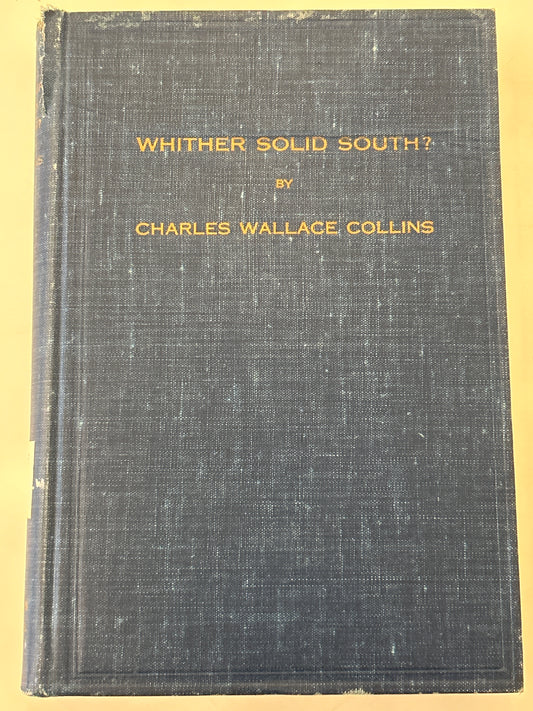 WHITHER SOLID SOUTH?
BY
CHARLES WALLACE COLLINS